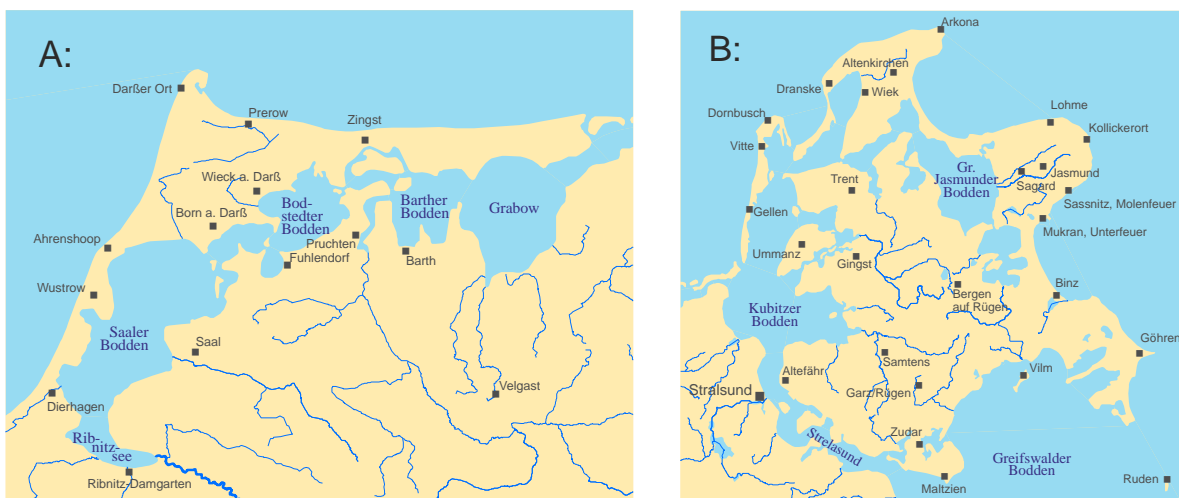 A:
Darßer Ort
Prerow
Zingst
Wieck a. Darß
Bod-
stedter
Bodden
Barther
Bodden
Grabow
Born a. Darß
Ahrenshoop
Pruchten
Fuhlendorf
Barth
Wustrow
Saaler
Bodden
Saal
Velgast
Dierhagen
Rib-
nitz-
see
Ribnitz-Damgarten
B:
Arkona
Altenkirchen
Dranske
Wiek
Dornbusch
Lohme
Kollickerort
Vitte
Gr.
Jasmunder
Bodden
Trent
Jasmund
Sagard
Sassnitz, Molenfeuer
Gellen
Mukran, Unterfeuer
Ummanz
Gingst
Bergen
auf Rügen
Binz
Kubitzer
Bodden
Göhren
Samtens
Altefähr
Vilm
Stralsund
Garz/Rügen
Zudar
Strelasund
Greifswalder
Bodden
Maltzien
Ruden